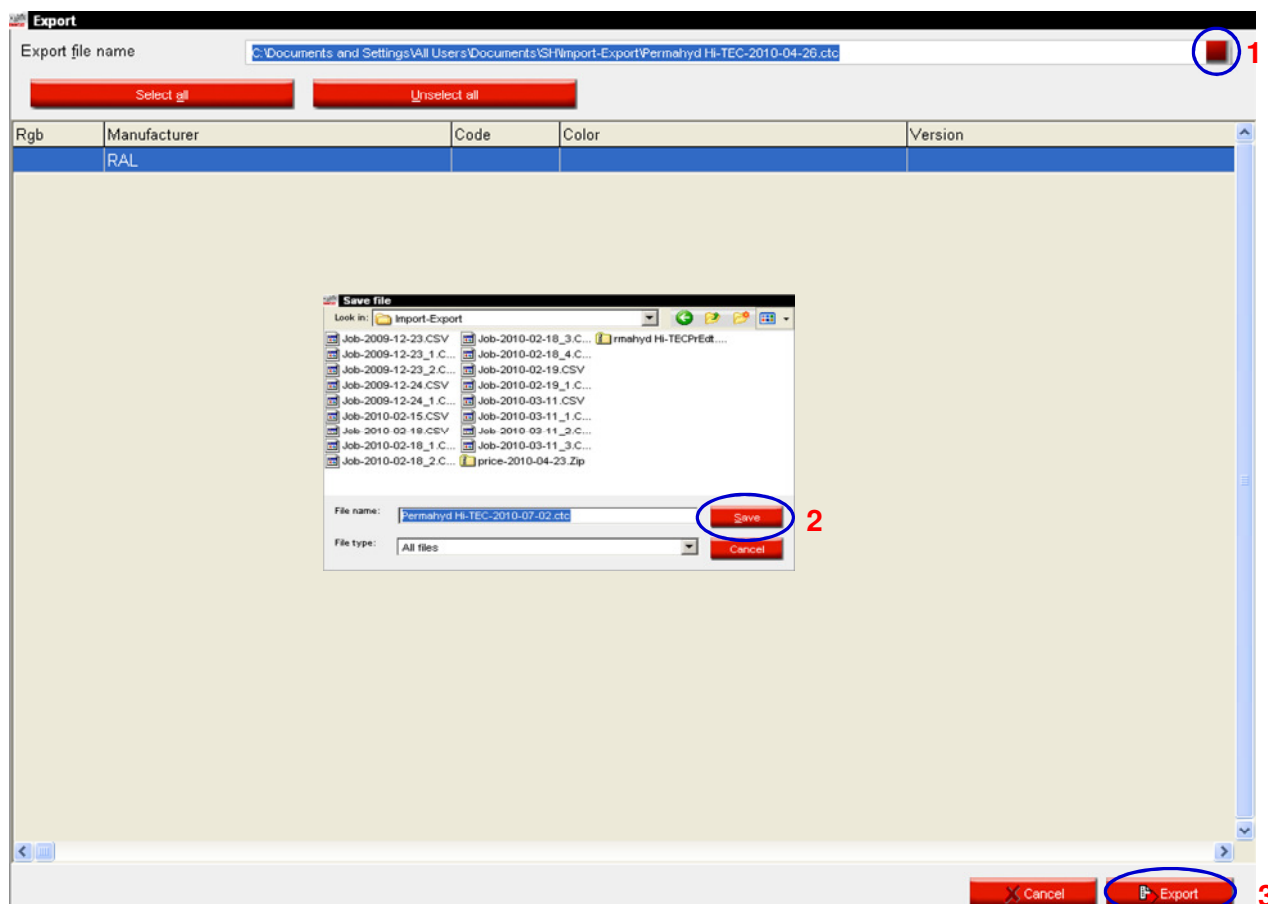 Export
Export file name C:\Documents and Settings\All Users\Documents\SH\Import-Export\Permahyd Hi-TEC-2010-04-26.ctc 1
Select all Unselect all
Rgb Manufacturer Code Color Version
RAL
Save file
Look in: Import-Export
Job-2009-12-23.CSV Job-2010-02-18_3.C... rmahyd Hi-TECPrEdt....
Job-2009-12-23_1.C... Job-2010-02-18_4.C...
Job-2009-12-23_2.C... Job-2010-02-19.CSV
Job-2009-12-24.CSV Job-2010-02-19_1.C...
Job-2009-12-24_1.C... Job-2010-03-11.CSV
Job-2010-02-15.CSV Job-2010-03-11_1.C...
Job-2010-02-18.CSV Job-2010-03-11_2.C...
Job-2010-02-18_1.C... Job-2010-03-11_3.C...
Job-2010-02-18_2.C... price-2010-04-23.Zip
File name: Permahyd Hi-TEC-2010-07-02.ctc Save 2
File type: All files Cancel
Cancel Export 3